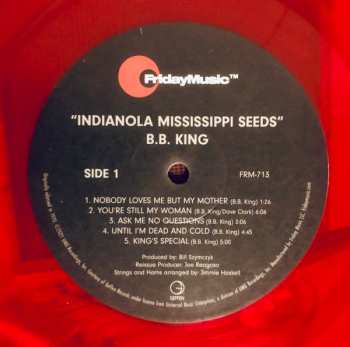 FridayMusic™
"INDIANOLA MISSISSIPPI SEEDS"
B.B. KING
SIDE 1
FRM-713
1. NOBODY LOVES ME BUT MY MOTHER (B.B. King) 1:26
2. YOU'RE STILL MY WOMAN (B.B. King/Dave Clark) 6:06
3. ASK ME NO QUESTIONS (B.B. King) 3:08
4. UNTIL I'M DEAD AND COLD (B.B. King) 4:45
5. KING'S SPECIAL (B.B. King) 5:00
Produced by: Bill Szymczyk
Reissue Producer: Joe Reagoso
Strings and Horns arranged by: Jimmie Haskell
GEFFEN